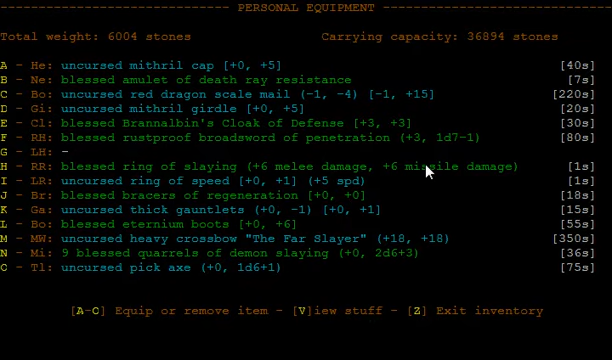 PERSONAL EQUIPMENT
Total weight: 6004 stones Carrying capacity: 36894 stones
A - He: uncursed mithril cap [+0, +5] [40s]
B - Ne: blessed amulet of death ray resistance [7s]
C - Bo: uncursed red dragon scale mail (-1, -4) [-1, +15] [220s]
D - Gi: uncursed mithril girdle [+0, +5] [20s]
E - Cl: blessed Brannalbin's Cloak of Defense [+3, +3] [30s]
F - RH: blessed rustproof broadsword of penetration (+3, 1d7-1) [80s]
G - LH: -
H - RR: blessed ring of slaying (+6 melee damage, +6 missile damage) [1s]
I - LR: uncursed ring of speed [+0, +1] (+5 spd) [1s]
J - Br: blessed bracers of regeneration [+0, +0] [18s]
K - Ga: uncursed thick gauntlets (+0, -1) [+0, +1] [15s]
L - Bo: blessed eternium boots [+0, +6] [55s]
M - MW: uncursed heavy crossbow "The Far Slayer" (+18, +18) [350s]
N - Mi: 9 blessed quarrels of demon slaying (+0, 2d6+3) [36s]
O - Tl: uncursed pick axe (+0, 1d6+1) [75s]
[A-O] Equip or remove item - [V]iew stuff - [Z] Exit inventory